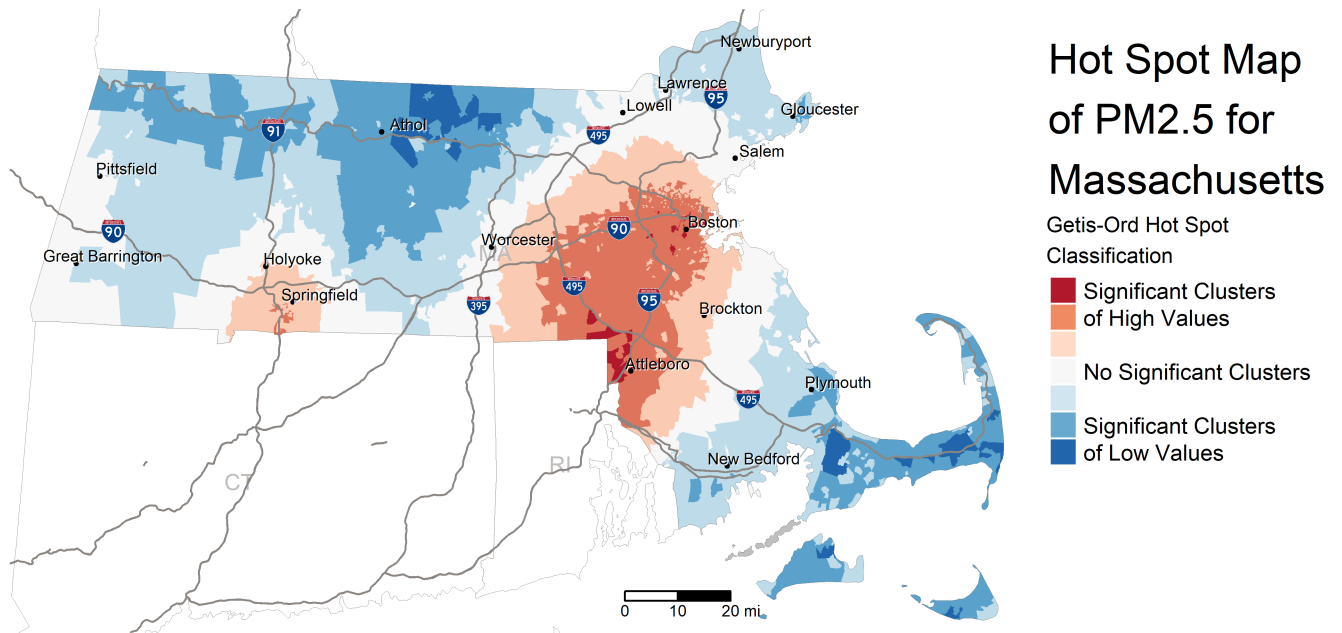 Hot Spot Map
of PM2.5 for
Massachusetts
Getis-Ord Hot Spot
Classification
Significant Clusters
of High Values
No Significant Clusters
Significant Clusters
of Low Values
Newburyport
Lawrence
95
Lowell
Gloucester
91
Athol
495
Salem
Pittsfield
90
Boston
90
Worcester
MA
Great Barrington
Holyoke
Springfield
495
395
95
Brockton
Attleboro
Plymouth
495
New Bedford
RI
CT
0 10 20 mi